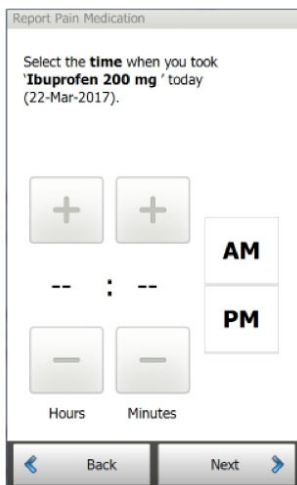 Report Pain Medication
Select the time when you took
‘Ibuprofen 200 mg ’ today
(22-Mar-2017).
+ +
-- : --
AM
PM
— —
Hours Minutes
Back Next